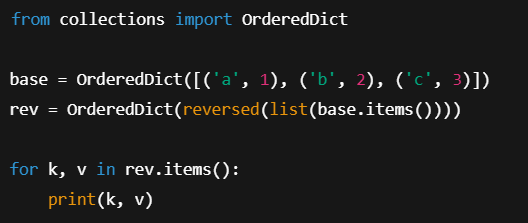 from collections import OrderedDict

base = OrderedDict([('a', 1), ('b', 2), ('c', 3)])
rev = OrderedDict(reversed(list(base.items())))

for k, v in rev.items():
    print(k, v)